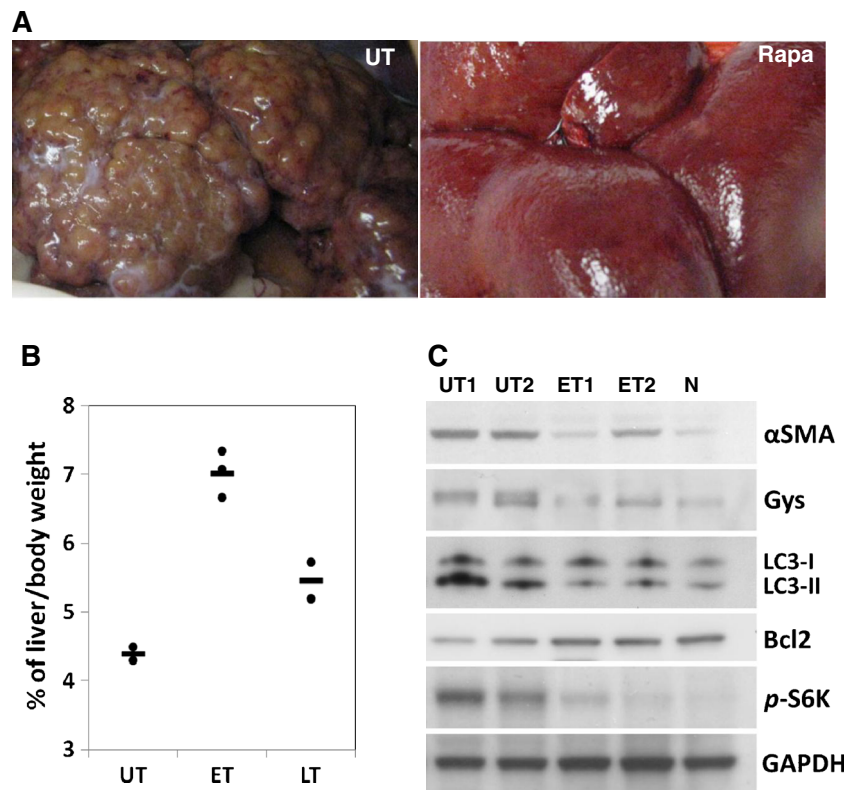 A
UT
Rapa
B
% of liver/body weight
8
7
6
5
4
3
UT ET LT
C
UT1 UT2 ET1 ET2 N
αSMA
Gys
LC3-I
LC3-II
Bcl2
p-S6K
GAPDH